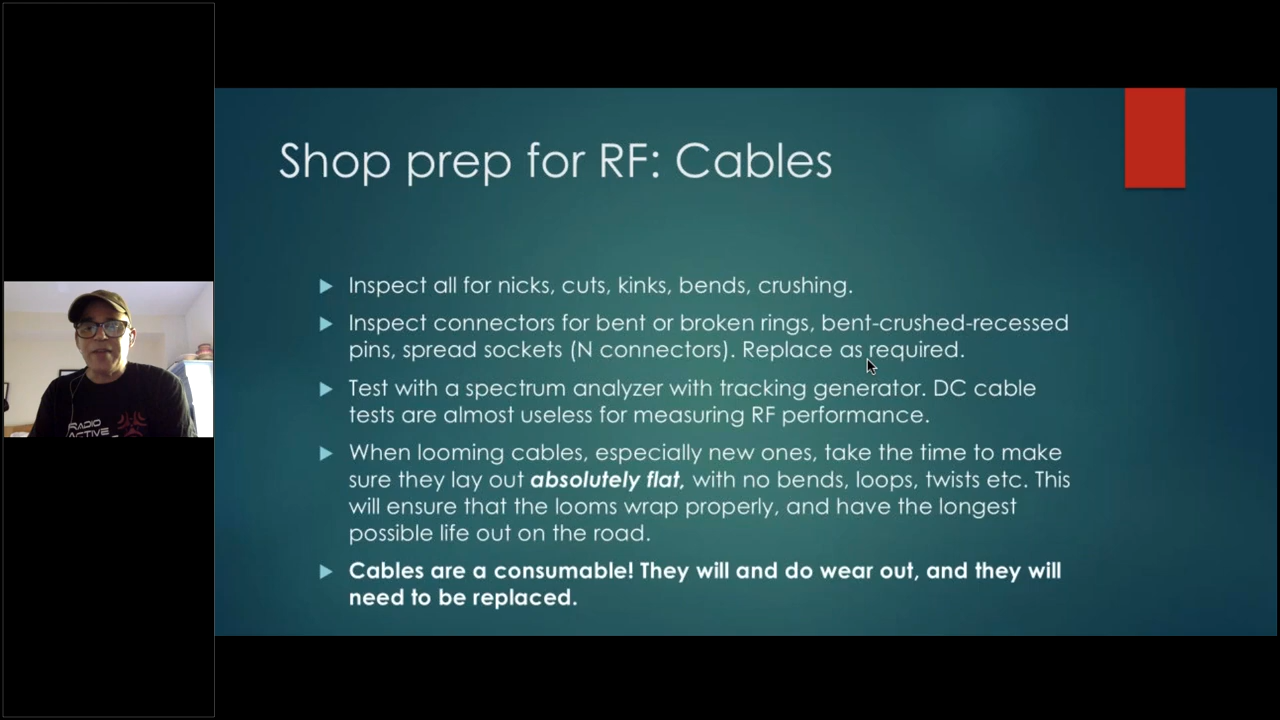 Shop prep for RF: Cables
Inspect all for nicks, cuts, kinks, bends, crushing.
Inspect connectors for bent or broken rings, bent-crushed-recessed
pins, spread sockets (N connectors). Replace as required.
Test with a spectrum analyzer with tracking generator. DC cable
tests are almost useless for measuring RF performance.
When looming cables, especially new ones, take the time to make
sure they lay out absolutely flat, with no bends, loops, twists etc. This
will ensure that the looms wrap properly, and have the longest
possible life out on the road.
Cables are a consumable! They will and do wear out, and they will
need to be replaced.
RADIO
ACTIVE